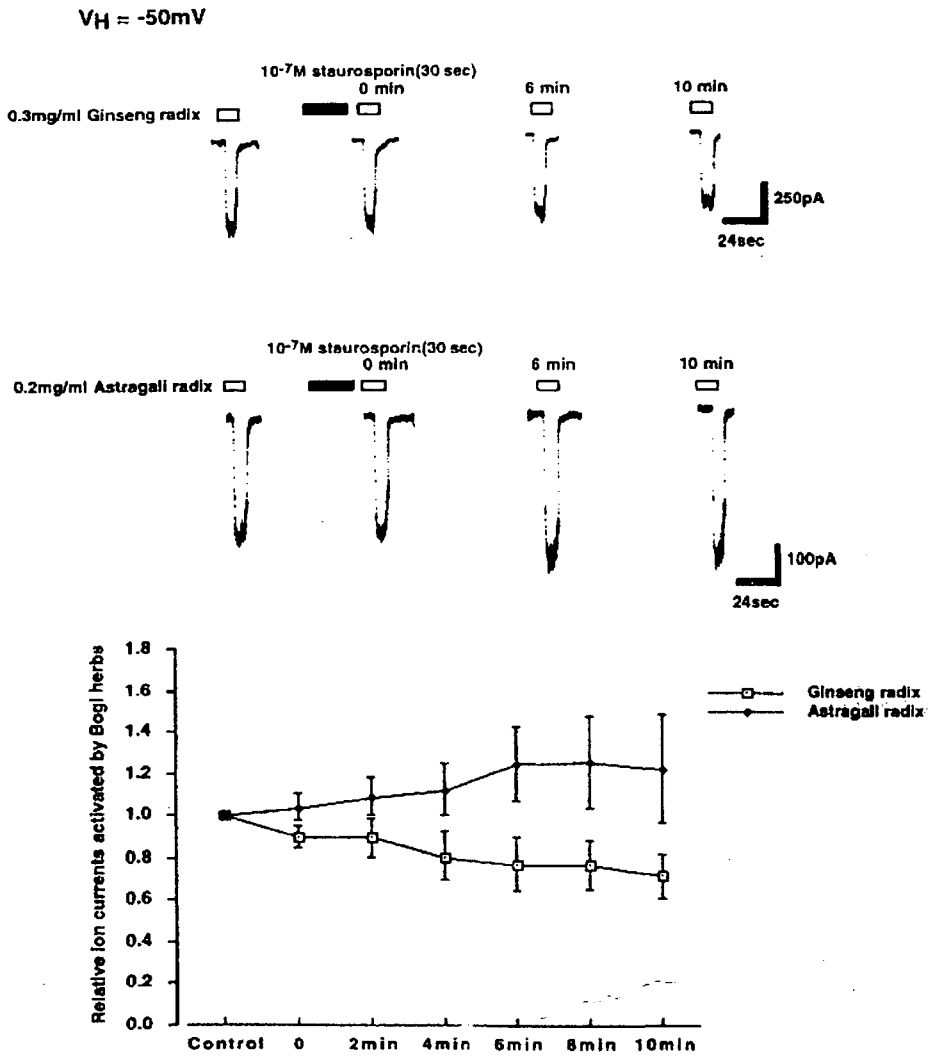 VH = -50mV
10-7M staurosporin(30 sec)
0 min
6 min
10 min
0.3mg/ml Ginseng radix
250pA
24sec
10-7M staurosporin(30 sec)
0 min
6 min
10 min
0.2mg/ml Astragali radix
100pA
24sec
Relative ion currents activated by Bogi herbs
1.8
1.6
1.4
1.2
1.0
0.8
0.6
0.4
0.2
0.0
Control
0
2min
4min
6min
8min
10min
Ginseng radix
Astragali radix